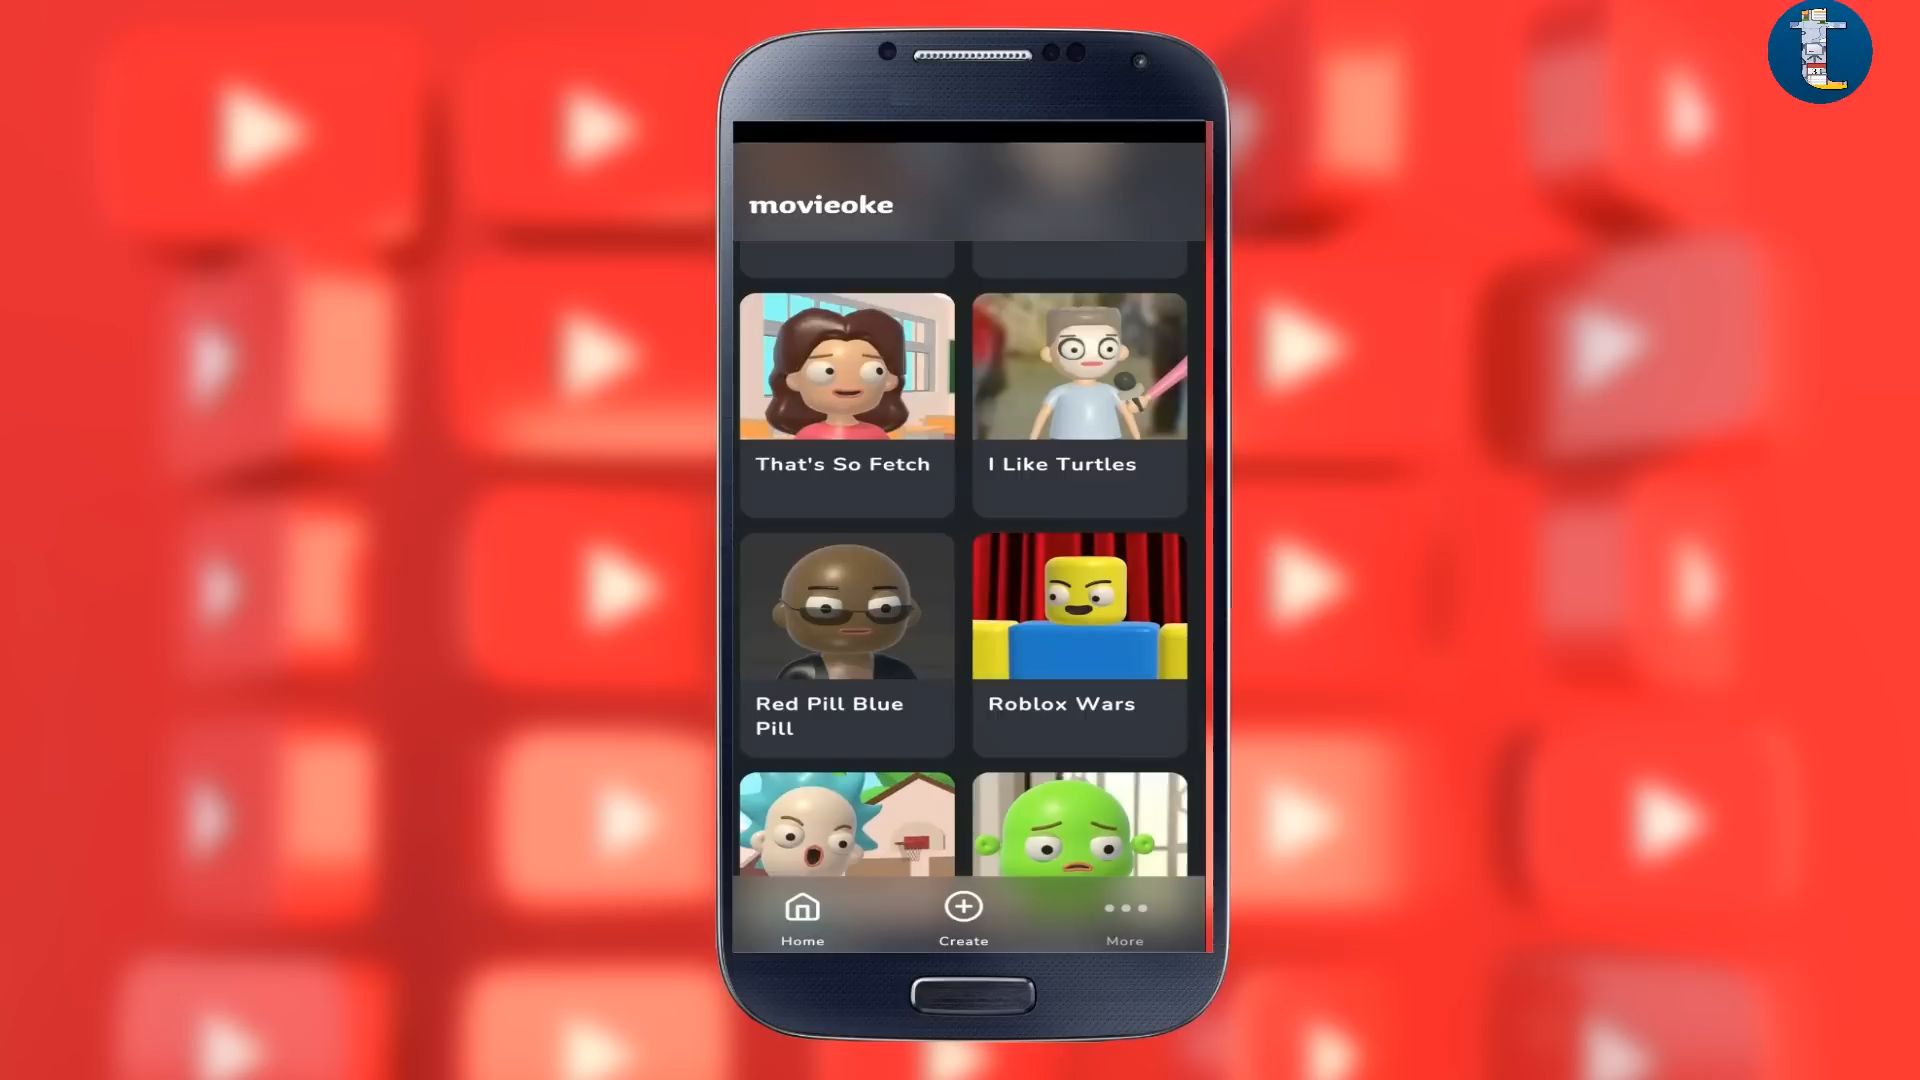 movieoke
That's So Fetch
I Like Turtles
Red Pill Blue
Pill
Roblox Wars
Home
Create
More